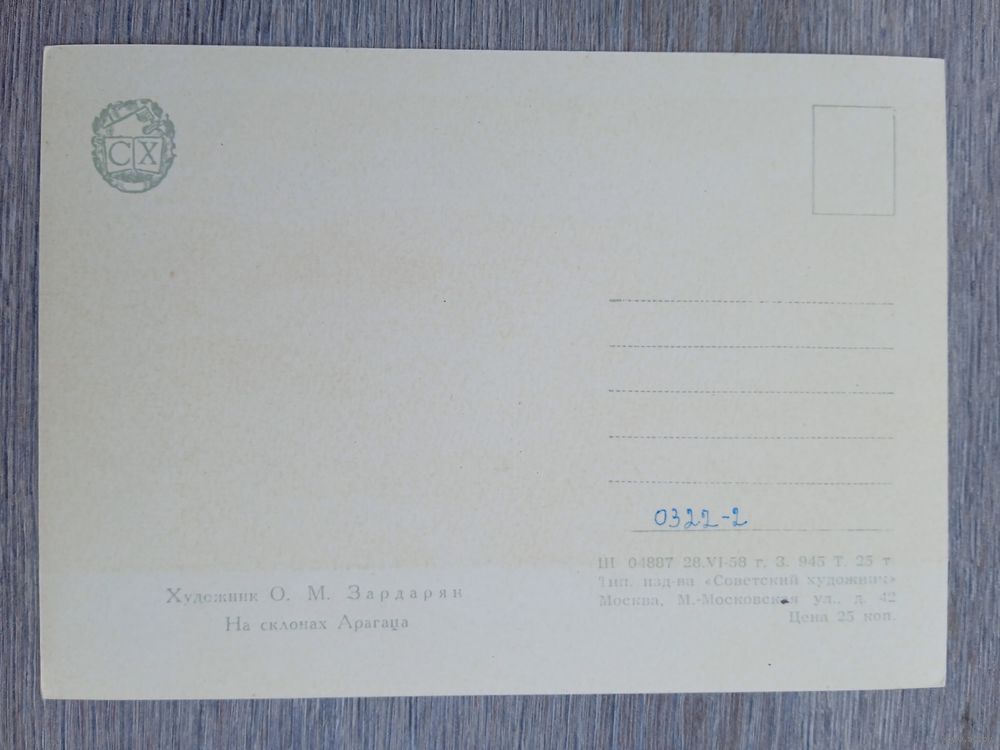 СХ
0322-2
Ш 04887 28.VI-58 г. З. 945 Т. 25 т
Тип. изд-ва «Советский художник»
Москва, М.-Московская ул., д. 42
Цена 25 коп.
Художник О. М. Зардарян
На склонах Арагаца